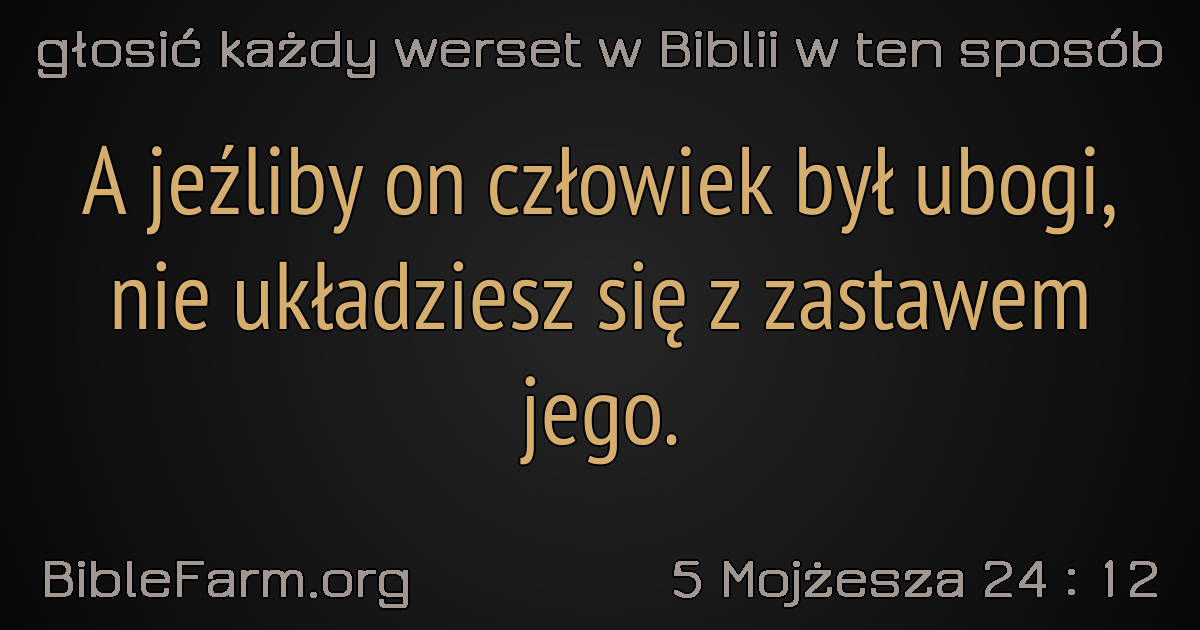 głosić każdy werset w Biblii w ten sposób
A jeźliby on człowiek był ubogi,
nie układziesz się z zastawem
jego.
BibleFarm.org
5 Mojżesza 24 : 12